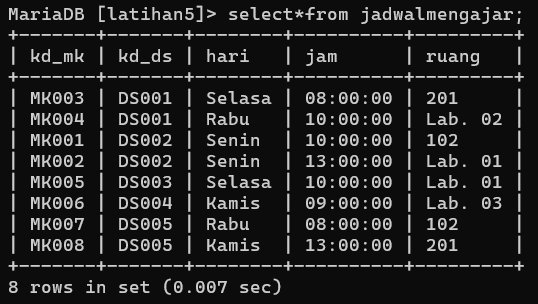 MariaDB [latihan5]> select*from jadwalmengajar;
+-------+-------+--------+----------+---------+
| kd_mk | kd_ds | hari   | jam      | ruang   |
+-------+-------+--------+----------+---------+
| MK003 | DS001 | Selasa | 08:00:00 | 201     |
| MK004 | DS001 | Rabu   | 10:00:00 | Lab. 02 |
| MK001 | DS002 | Senin  | 10:00:00 | 102     |
| MK002 | DS002 | Senin  | 13:00:00 | Lab. 01 |
| MK005 | DS003 | Selasa | 10:00:00 | Lab. 01 |
| MK006 | DS004 | Kamis  | 09:00:00 | Lab. 03 |
| MK007 | DS005 | Rabu   | 08:00:00 | 102     |
| MK008 | DS005 | Kamis  | 13:00:00 | 201     |
+-------+-------+--------+----------+---------+
8 rows in set (0.007 sec)